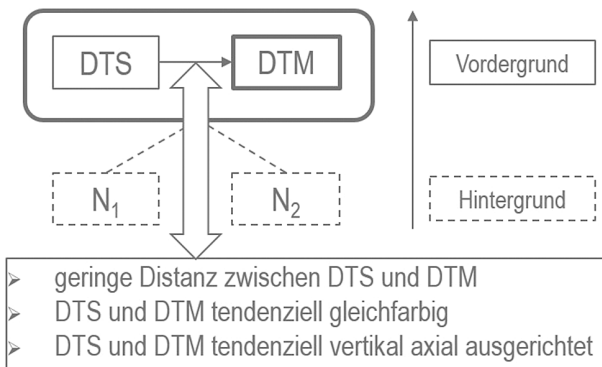 DTS
DTM
Vordergrund
N₁
N₂
Hintergrund
➢ geringe Distanz zwischen DTS und DTM
➢ DTS und DTM tendenziell gleichfarbig
➢ DTS und DTM tendenziell vertikal axial ausgerichtet